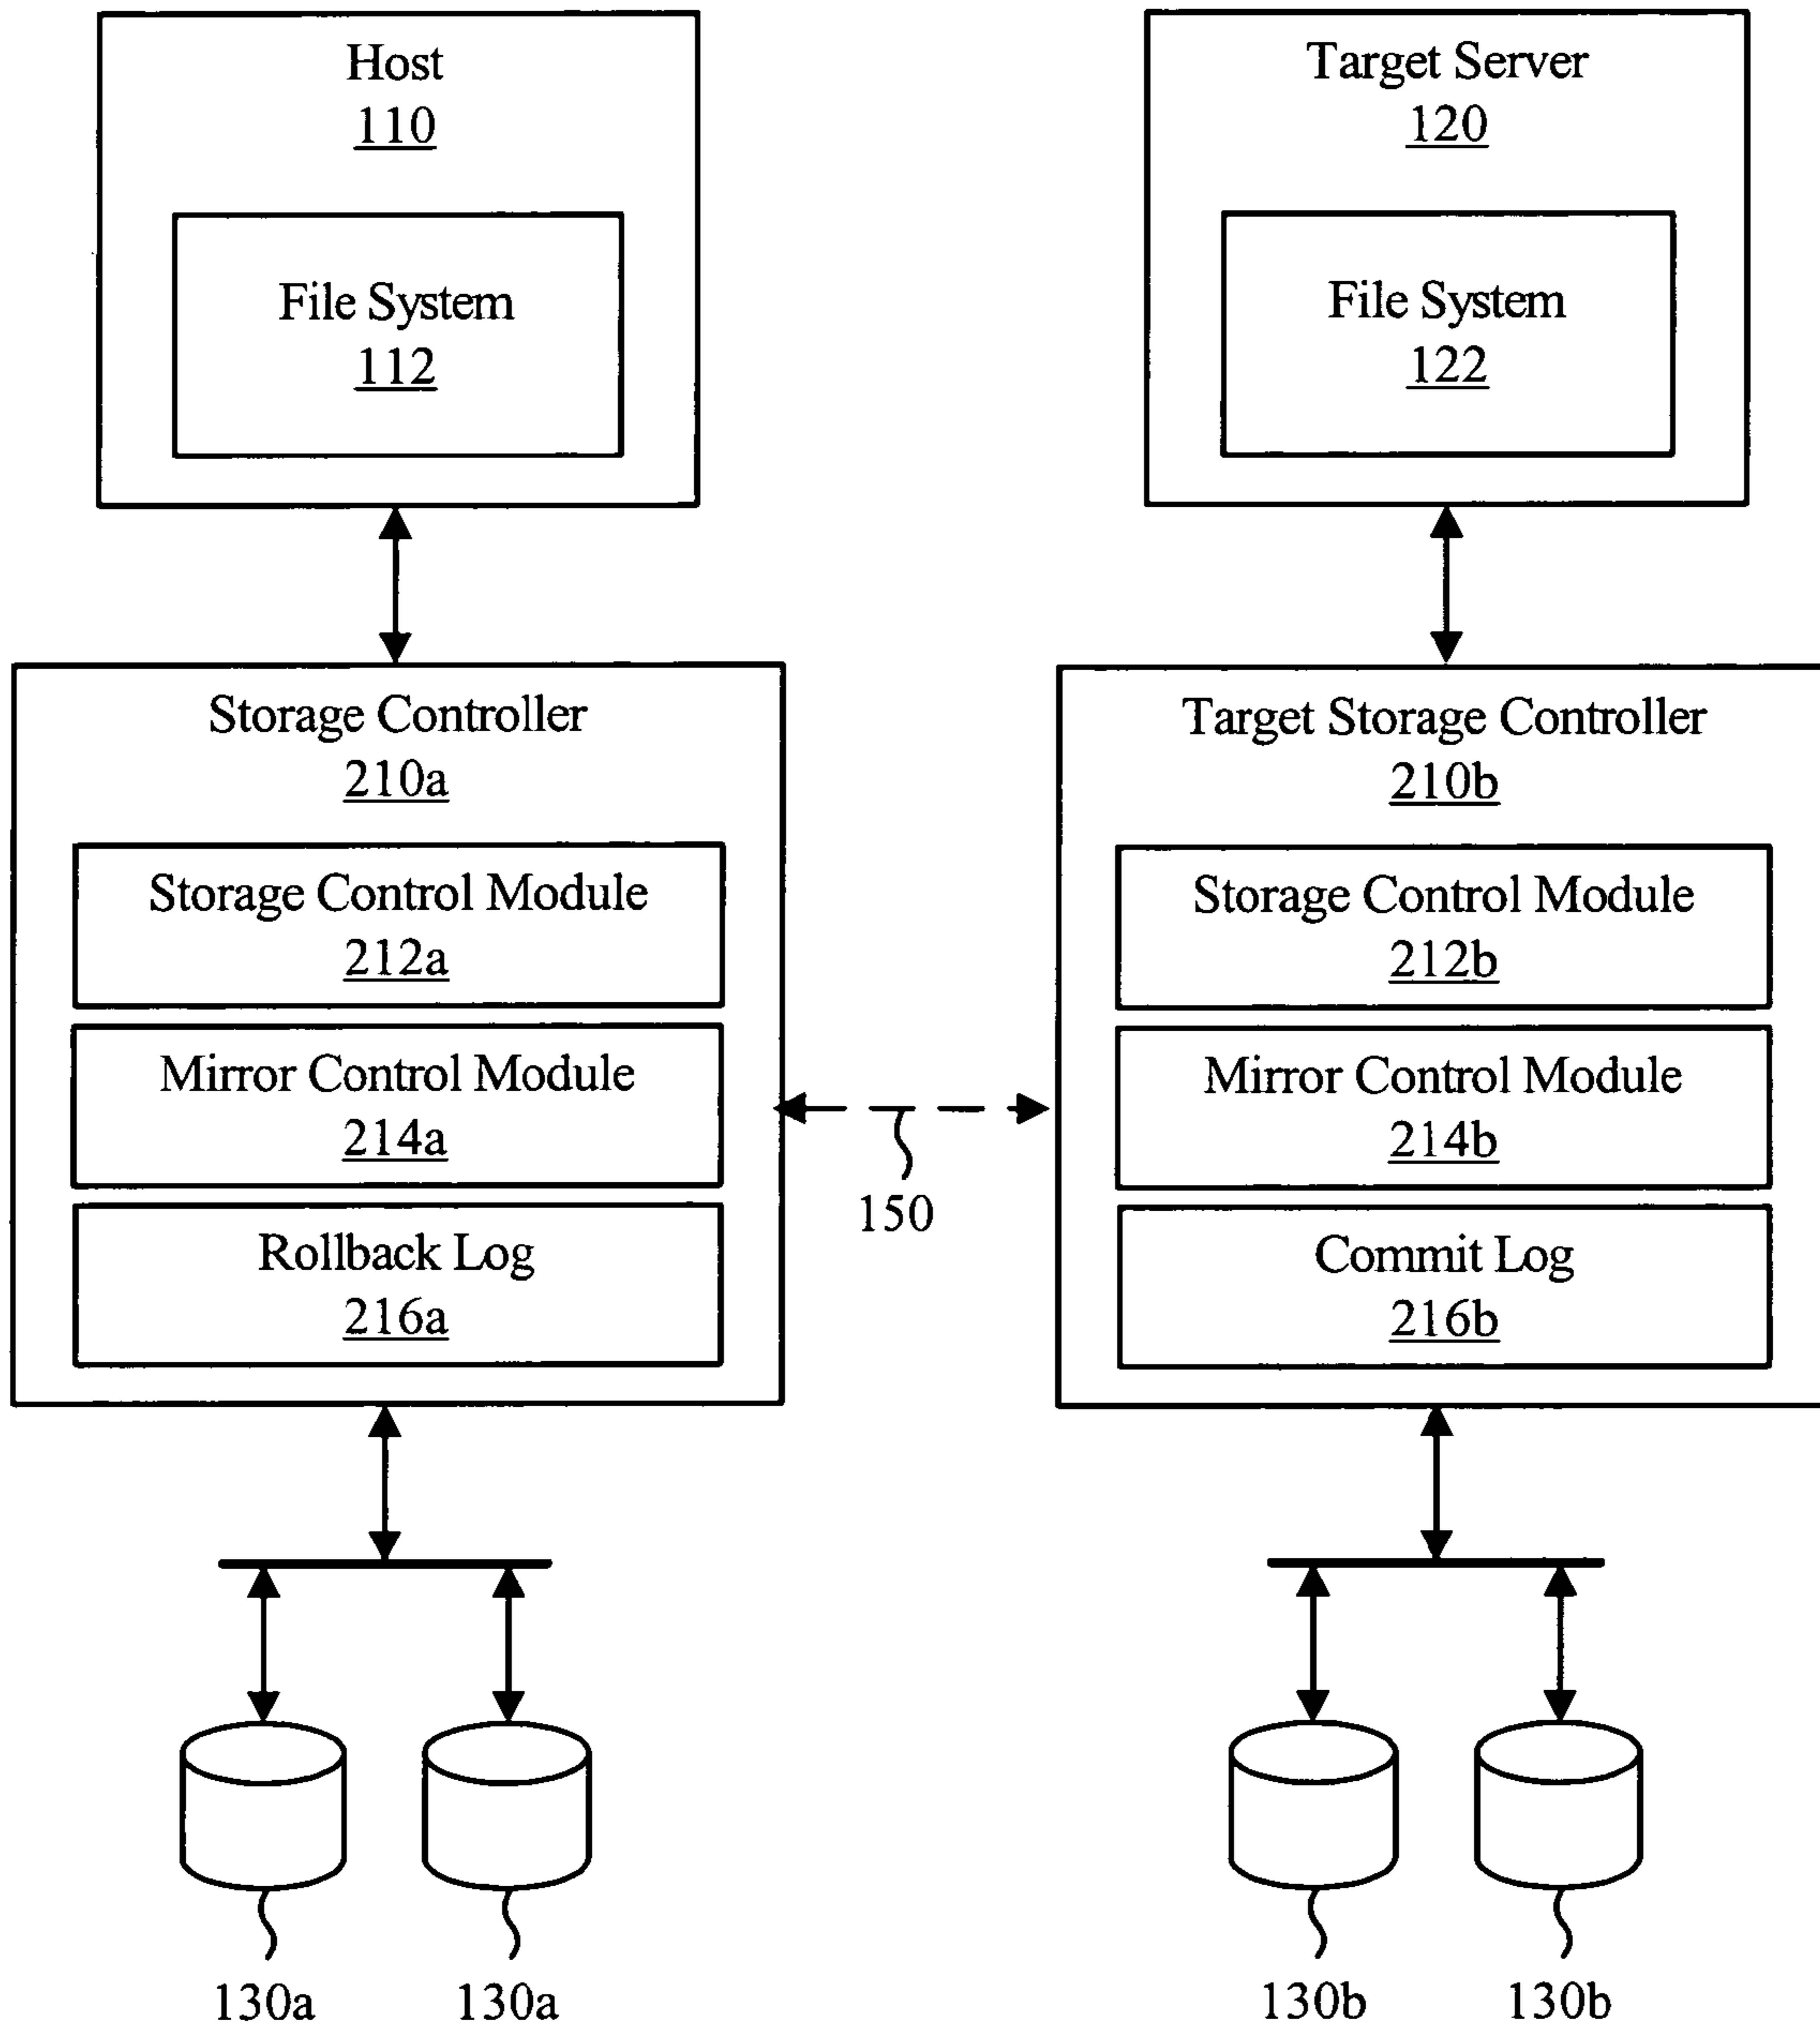 Host
110
File System
112
Target Server
120
File System
122
Storage Controller
210a
Storage Control Module
212a
Mirror Control Module
214a
Rollback Log
216a
150
Target Storage Controller
210b
Storage Control Module
212b
Mirror Control Module
214b
Commit Log
216b
130a
130a
130b
130b